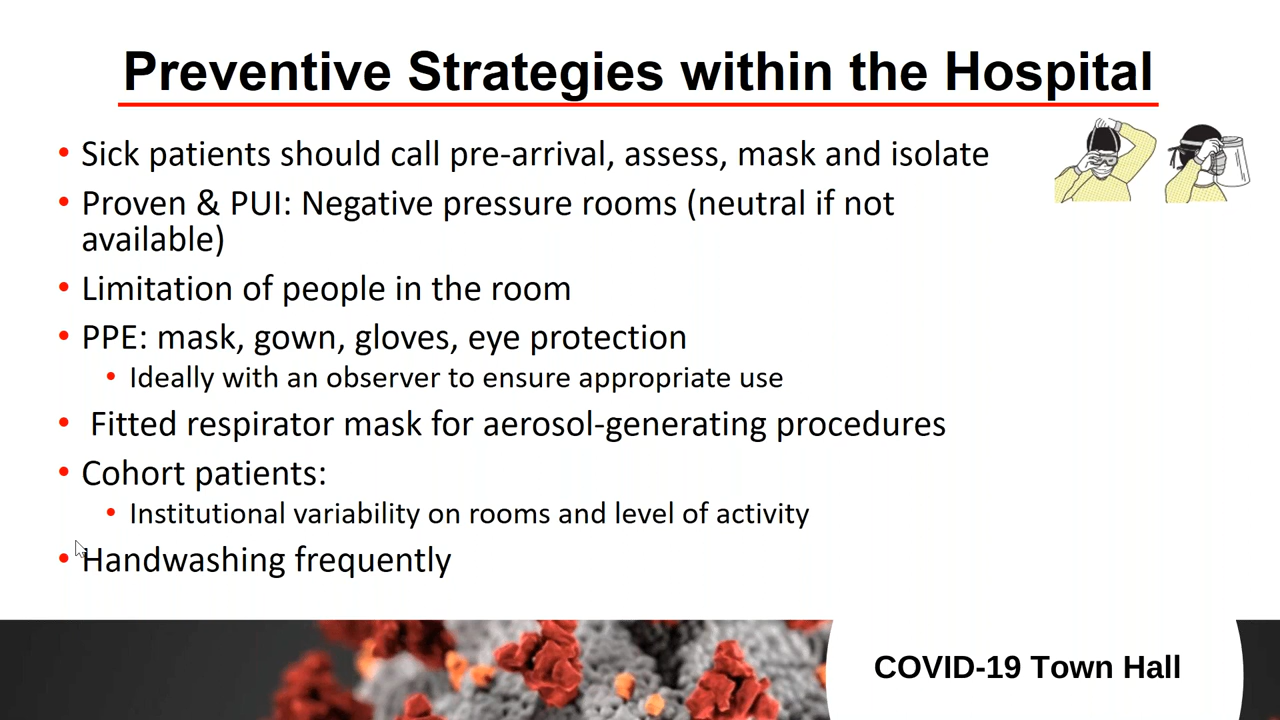 Preventive Strategies within the Hospital
• Sick patients should call pre-arrival, assess, mask and isolate
• Proven & PUI: Negative pressure rooms (neutral if not
available)
• Limitation of people in the room
• PPE: mask, gown, gloves, eye protection
• Ideally with an observer to ensure appropriate use
• Fitted respirator mask for aerosol-generating procedures
• Cohort patients:
• Institutional variability on rooms and level of activity
• Handwashing frequently
COVID-19 Town Hall